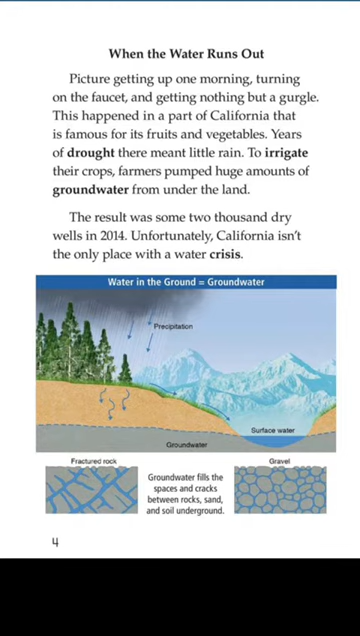 When the Water Runs Out
Picture getting up one morning, turning
on the faucet, and getting nothing but a gurgle.
This happened in a part of California that
is famous for its fruits and vegetables. Years
of drought there meant little rain. To irrigate
their crops, farmers pumped huge amounts of
groundwater from under the land.
The result was some two thousand dry
wells in 2014. Unfortunately, California isn't
the only place with a water crisis.
Water in the Ground = Groundwater
Precipitation
Surface water
Groundwater
Fractured rock
Groundwater fills the
spaces and cracks
between rocks, sand,
and soil underground.
Gravel
4